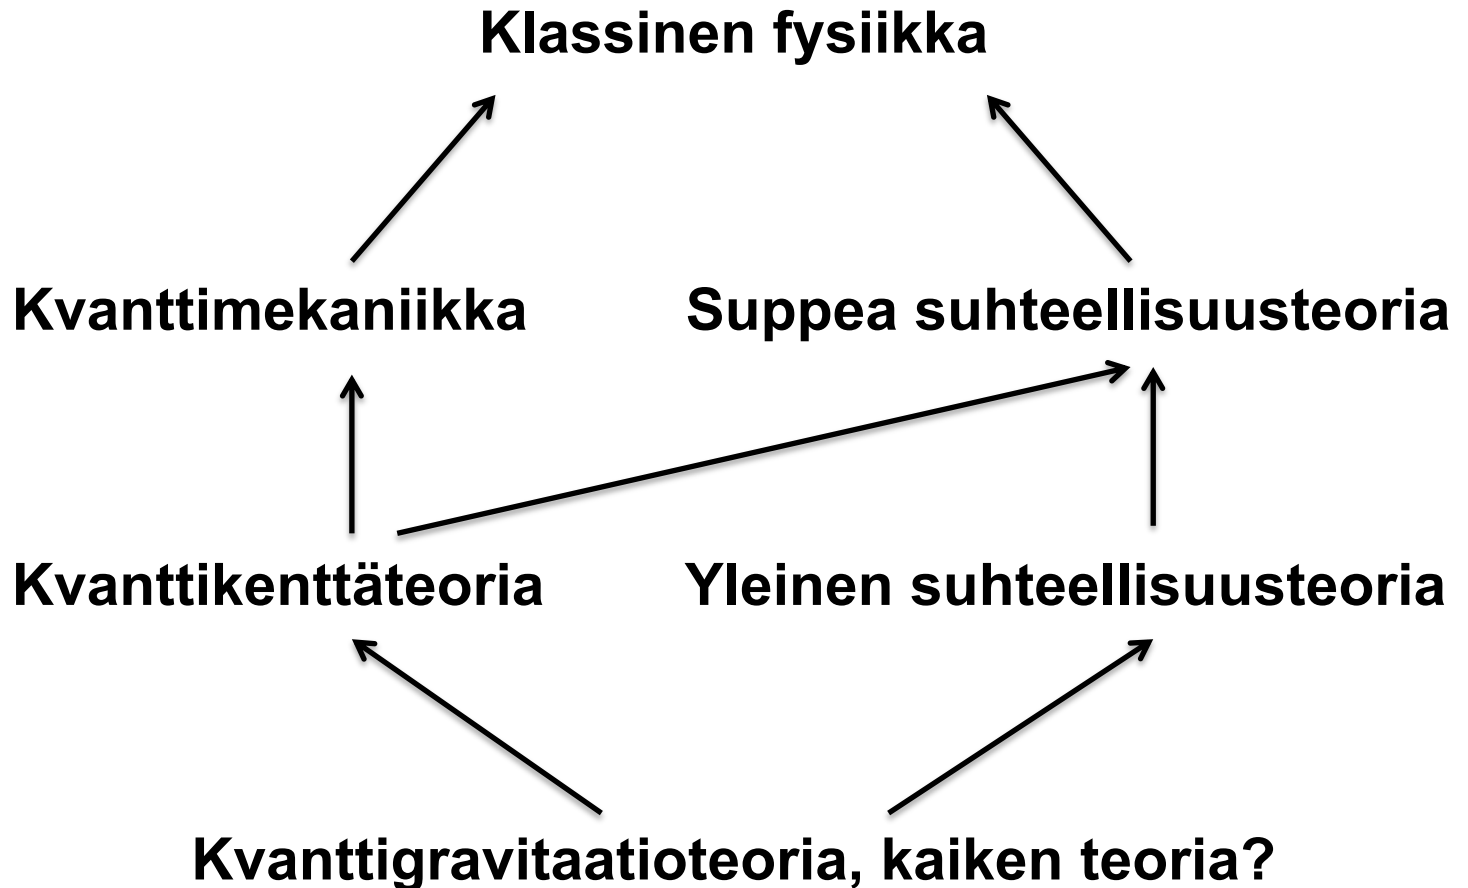 Klassinen fysiikka
Kvanttimekaniikka
Suppea suhteellisuusteoria
Kvanttikenttäteoria
Yleinen suhteellisuusteoria
Kvanttigravitaatioteoria, kaiken teoria?